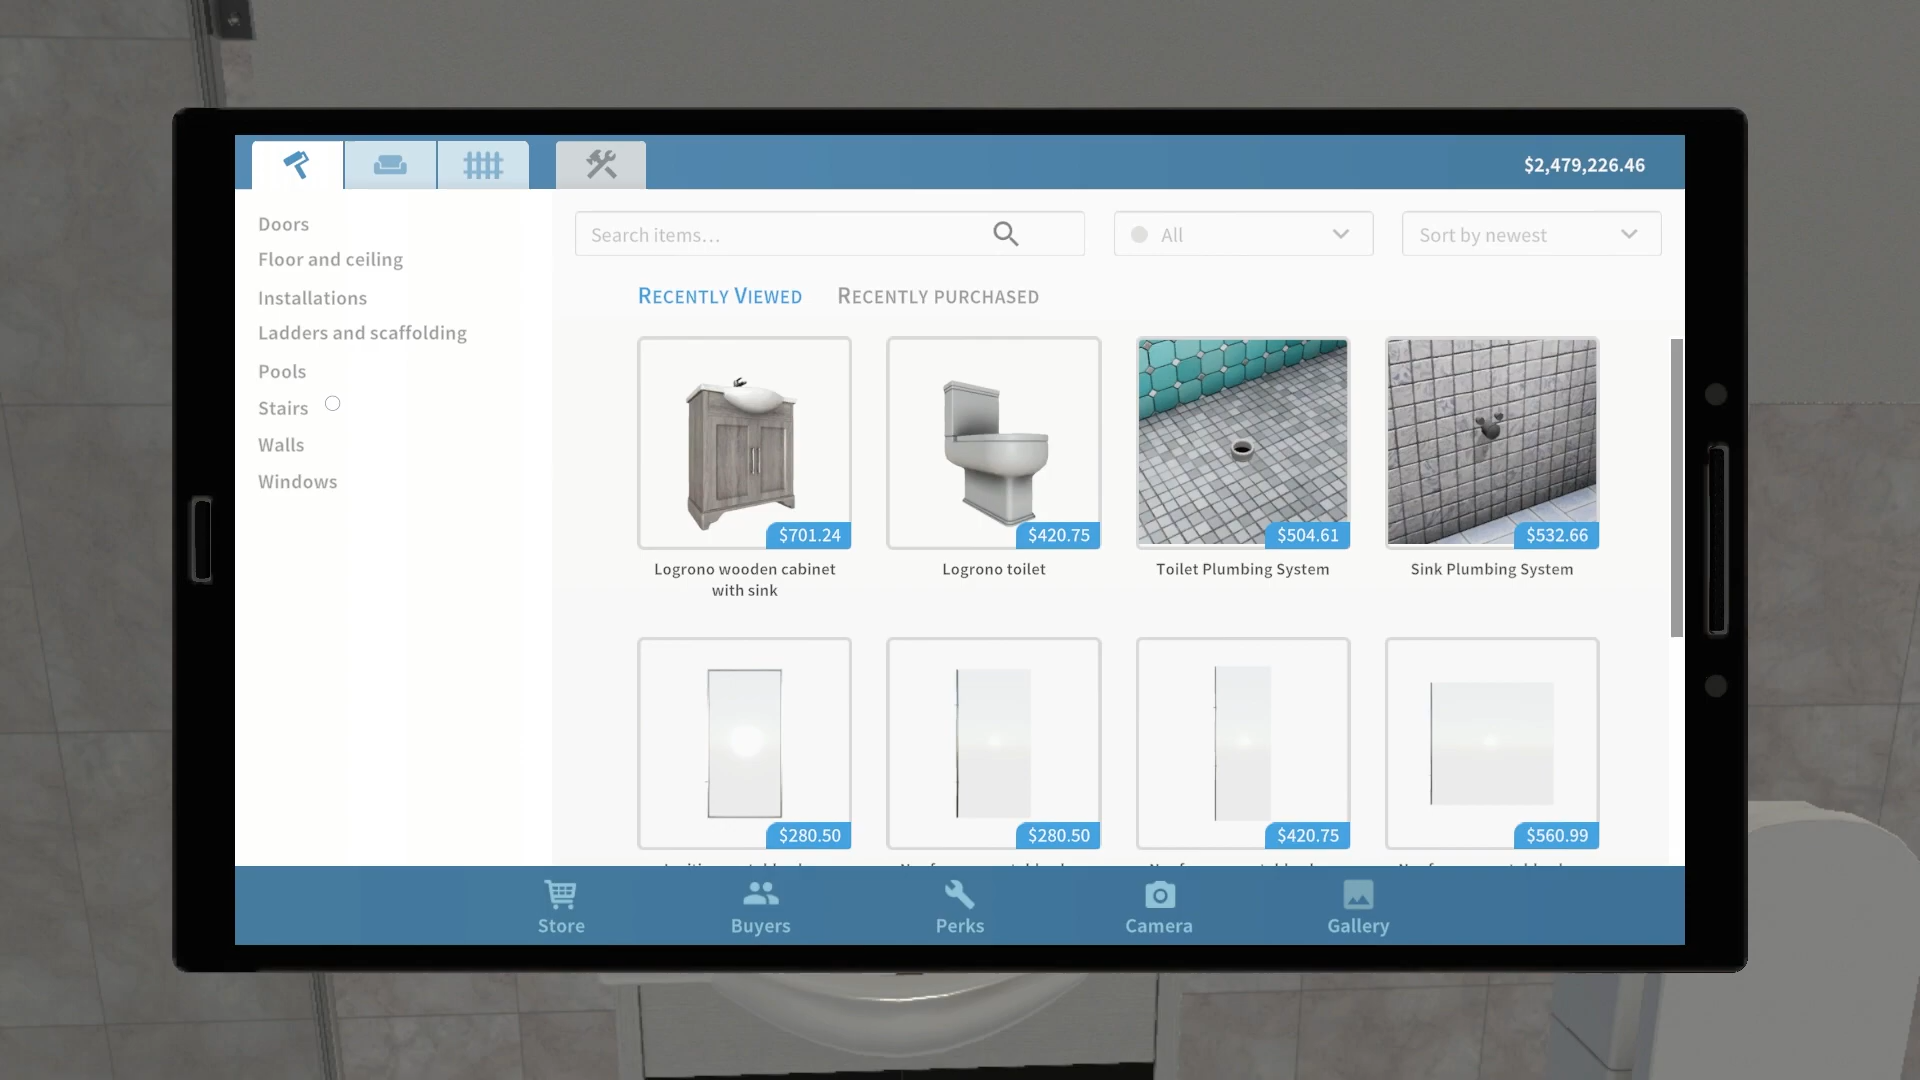 $2,479,226.46
Doors
Floor and ceiling
Installations
Ladders and scaffolding
Pools
Stairs
Walls
Windows
Search items...
All
Sort by newest
RECENTLY VIEWED
RECENTLY PURCHASED
$701.24
$420.75
$504.61
$532.66
Logrono wooden cabinet
with sink
Logrono toilet
Toilet Plumbing System
Sink Plumbing System
$280.50
$280.50
$420.75
$560.99
Store
Buyers
Perks
Camera
Gallery